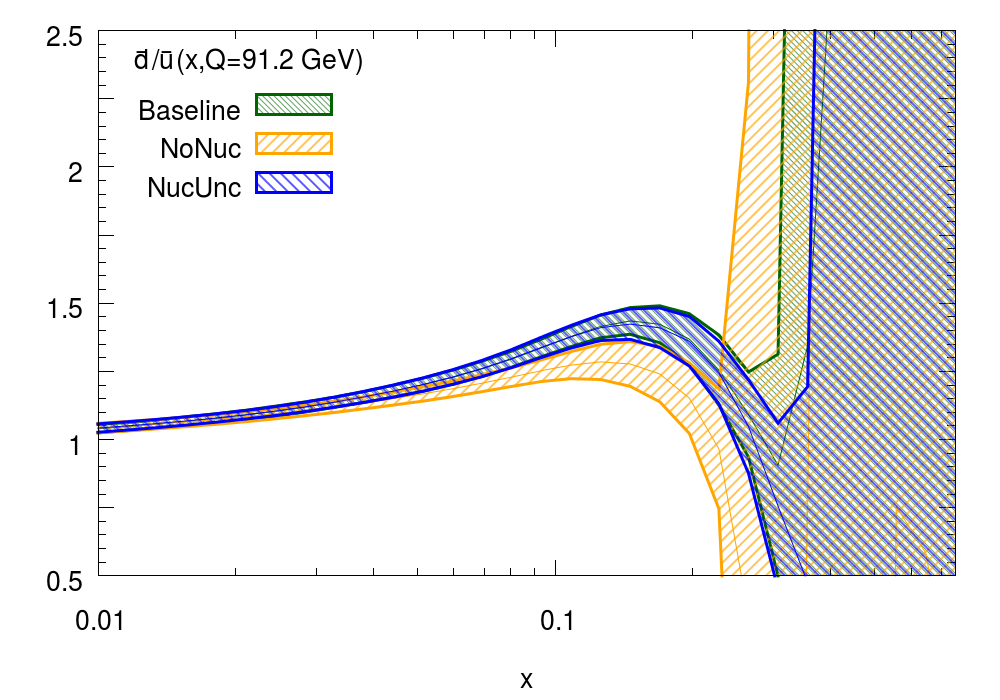 d̄/ū(x,Q=91.2 GeV)
Baseline
NoNuc
NucUnc
2.5
2
1.5
1
0.5
0.01 0.1
x